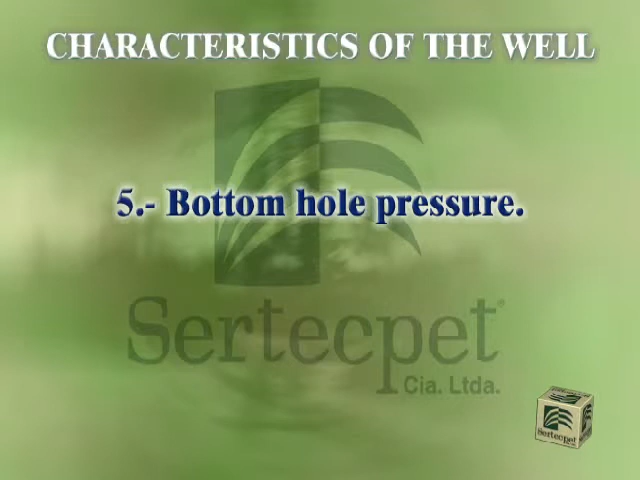 CHARACTERISTICS OF THE WELL
5.- Bottom hole pressure.
Sertecpet®
Cia. Ltda.
Sertecpet